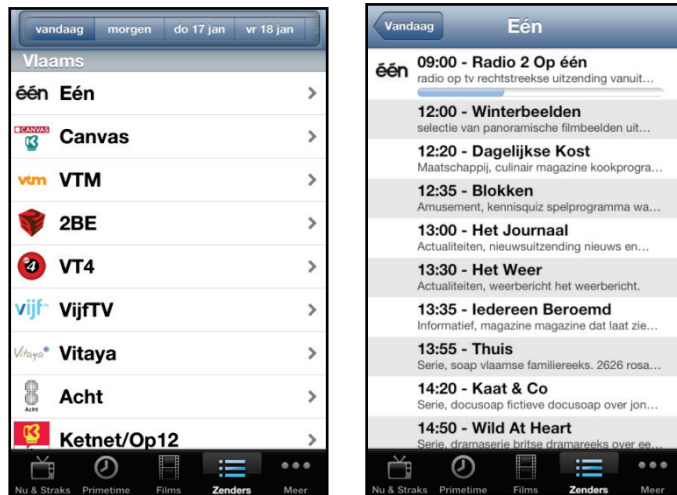 vandaag morgen do 17 jan vr 18 jan
Vlaams
één Eén
CANVAS Canvas
vtm VTM
2BE
4 VT4
vijf VijfTV
Vitaya Vitaya
Acht Acht
Ketnet/Op12
Nu & Straks Primetime Films Zenders Meer
Vandaag Eén
één 09:00 - Radio 2 Op één
radio op tv rechtstreekse uitzending vanuit…
12:00 - Winterbeelden
selectie van panoramische filmbeelden uit…
12:20 - Dagelijkse Kost
Maatschappij, culinair magazine kookprogra…
12:35 - Blokken
Amusement, kennisquiz spelprogramma wa…
13:00 - Het Journaal
Actualiteiten, nieuwsuitzending nieuws en…
13:30 - Het Weer
Actualiteiten, weerbericht het weerbericht.
13:35 - Iedereen Beroemd
Informatief, magazine magazine dat laat zie…
13:55 - Thuis
Serie, soap vlaamse familiereeks. 2626 rosa…
14:20 - Kaat & Co
Serie, docusoap fictieve docusoap over jon…
14:50 - Wild At Heart
Serie, dramaserie britse dramareeks over ee…
Nu & Straks Primetime Films Zenders Meer